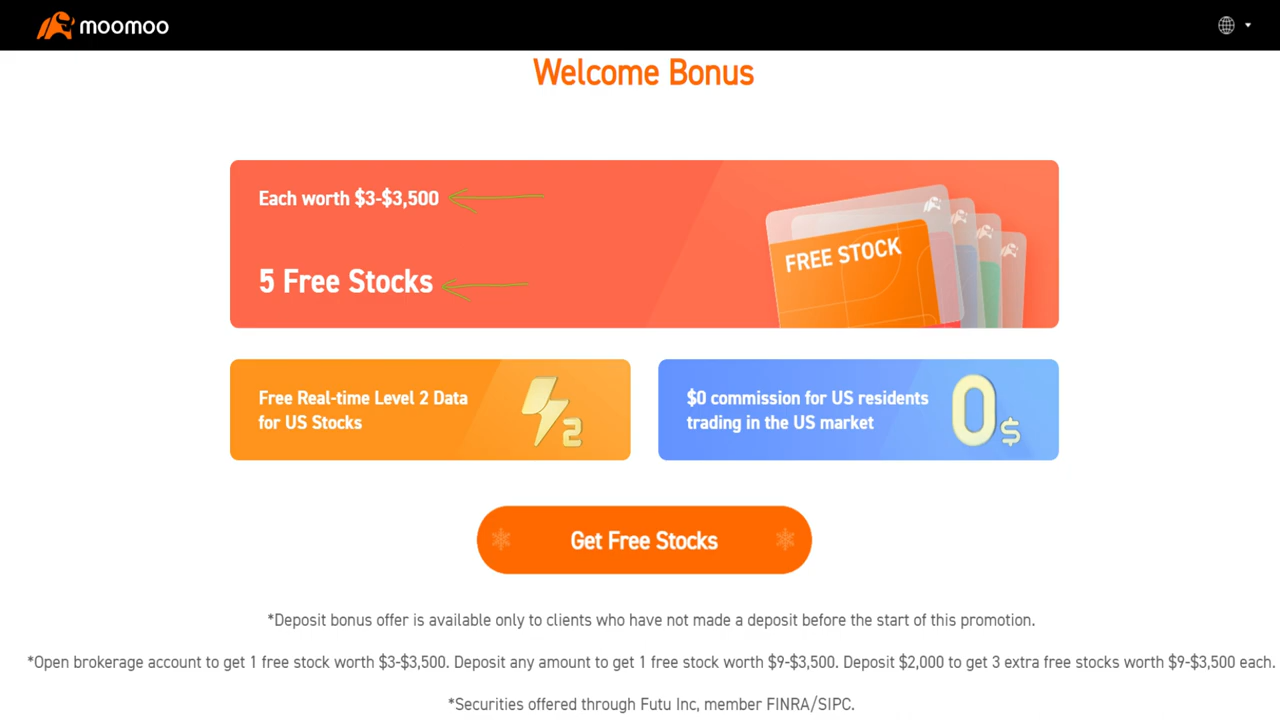 moomoo
Welcome Bonus
Each worth $3-$3,500
5 Free Stocks
FREE STOCK
Free Real-time Level 2 Data
for US Stocks
2
$0 commission for US residents
trading in the US market
0$
Get Free Stocks
*Deposit bonus offer is available only to clients who have not made a deposit before the start of this promotion.
*Open brokerage account to get 1 free stock worth $3-$3,500. Deposit any amount to get 1 free stock worth $9-$3,500. Deposit $2,000 to get 3 extra free stocks worth $9-$3,500 each.
*Securities offered through Futu Inc, member FINRA/SIPC.